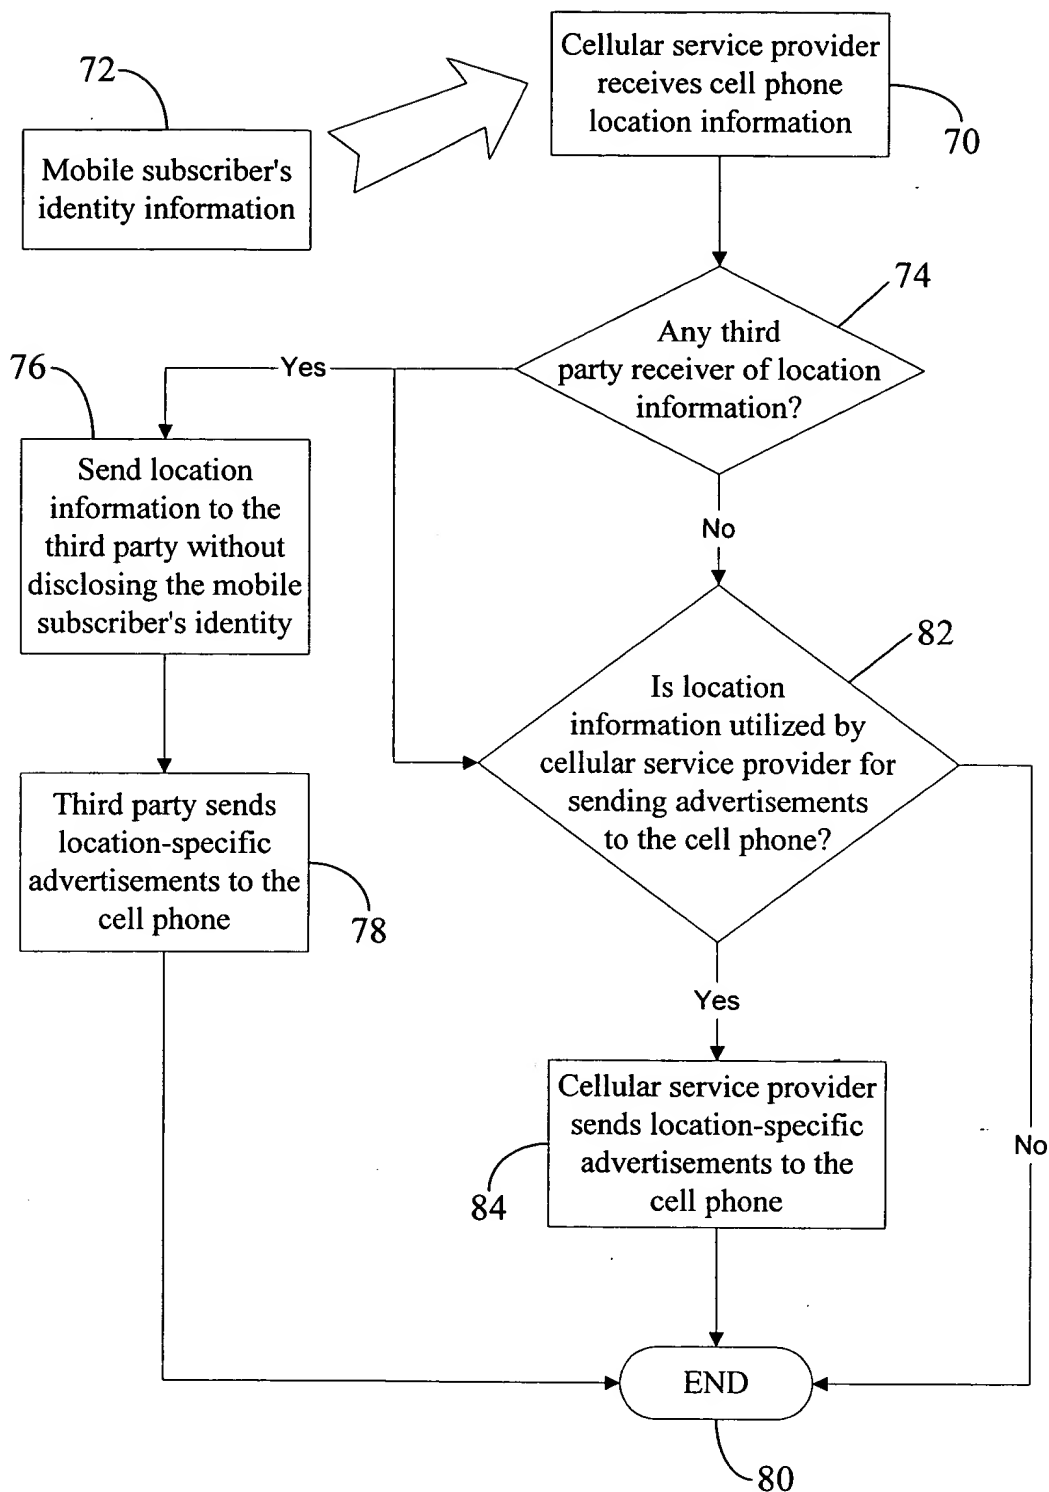 72
Mobile subscriber's
identity information
Cellular service provider
receives cell phone
location information
70
74
Any third
party receiver of location
information?
Yes
76
Send location
information to the
third party without
disclosing the mobile
subscriber's identity
No
82
Is location
information utilized by
cellular service provider for
sending advertisements
to the cell phone?
Third party sends
location-specific
advertisements to the
cell phone
78
Yes
Cellular service provider
sends location-specific
advertisements to the
cell phone
84
No
END
80